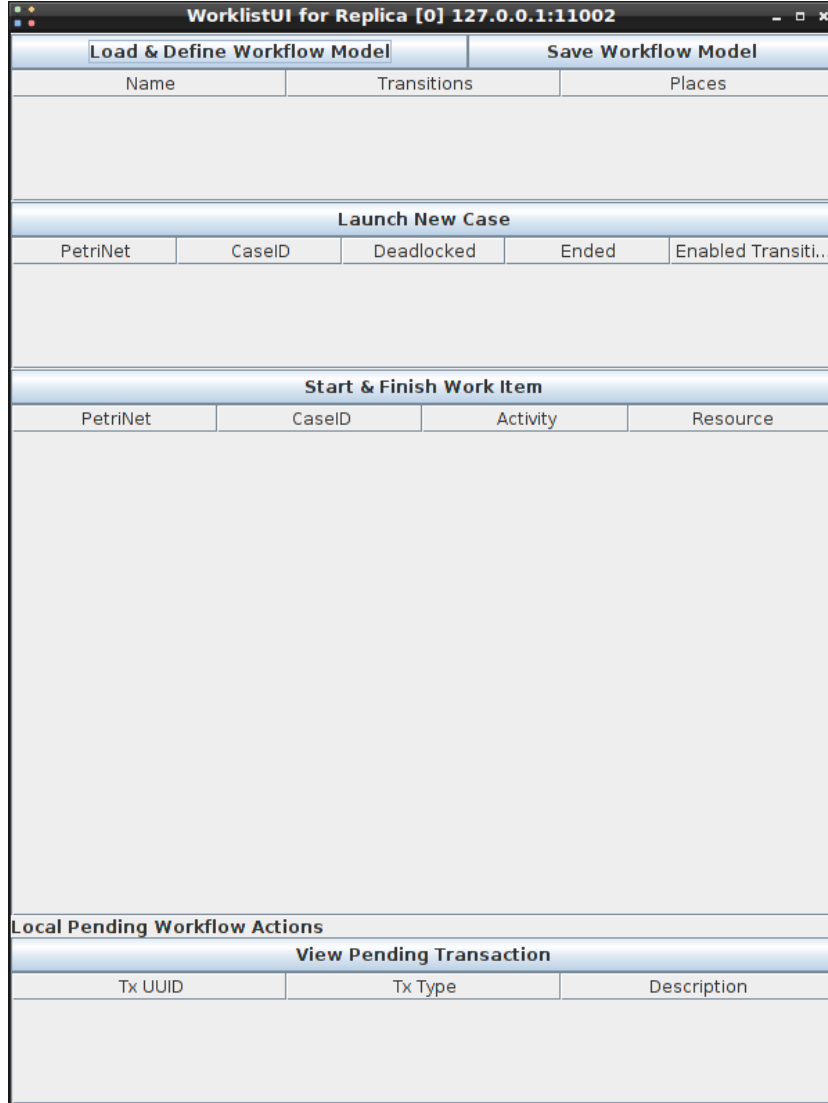 WorklistUI for Replica [0] 127.0.0.1:11002
Load & Define Workflow Model Save Workflow Model
Name Transitions Places
Launch New Case
PetriNet CaseID Deadlocked Ended Enabled Transiti...
Start & Finish Work Item
PetriNet CaseID Activity Resource
Local Pending Workflow Actions
View Pending Transaction
Tx UUID Tx Type Description